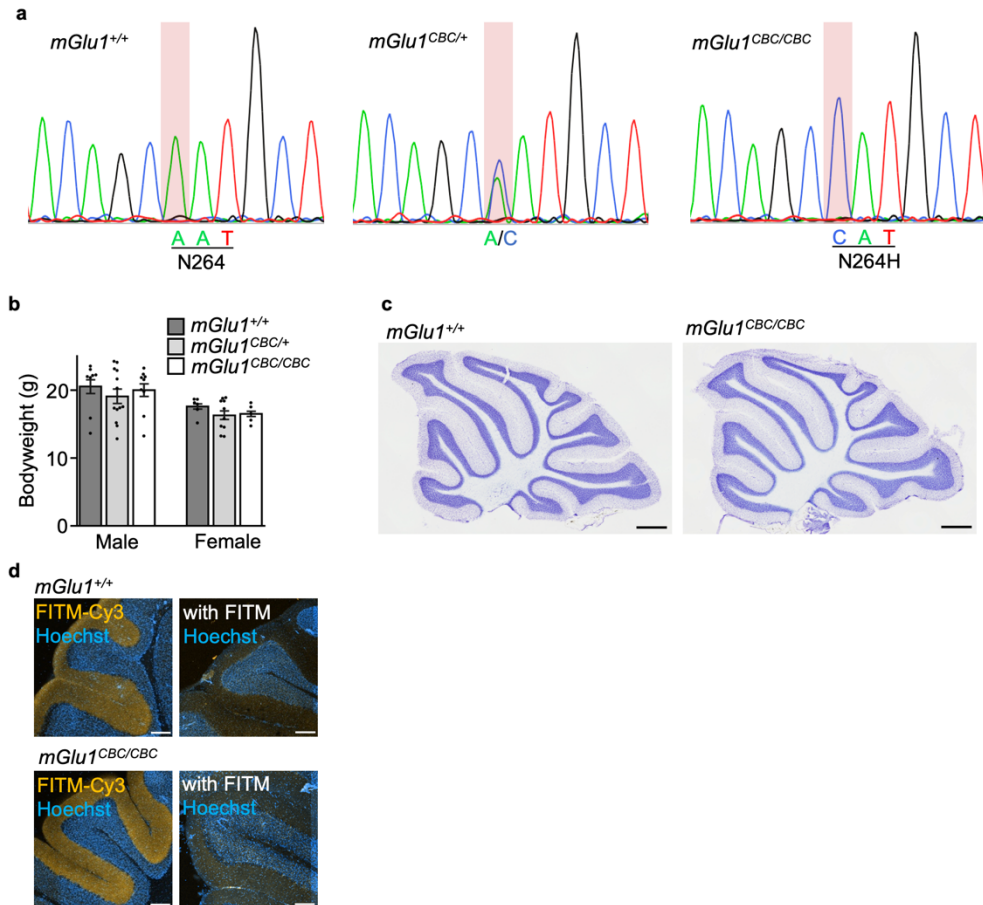 a
mGlu1+/+
mGlu1CBC/+
mGlu1CBC/CBC
A A T
N264
A/C
C A T
N264H
b
mGlu1+/+
mGlu1CBC/+
mGlu1CBC/CBC
Bodyweight (g)
20
10
0
Male
Female
c
mGlu1+/+
mGlu1CBC/CBC
d
mGlu1+/+
FITM-Cy3
Hoechst
with FITM
Hoechst
mGlu1CBC/CBC
FITM-Cy3
Hoechst
with FITM
Hoechst